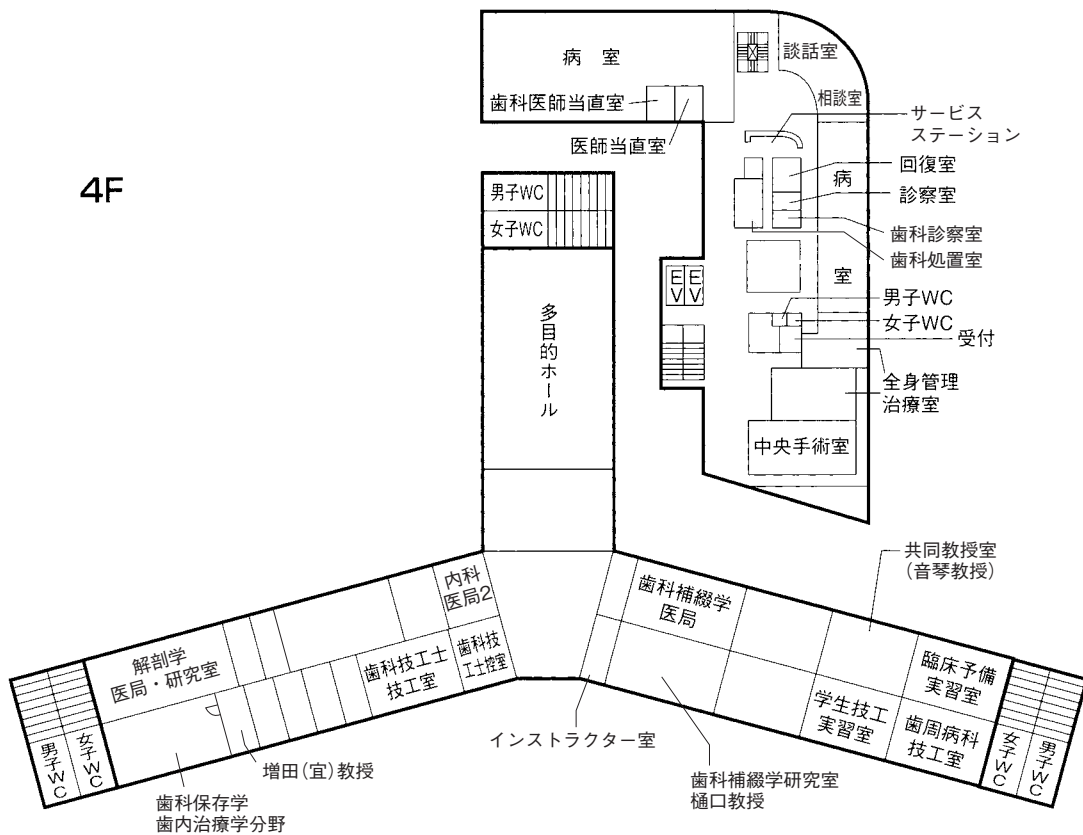 4F
病室
談話室
相談室
歯科医師当直室
医師当直室
サービス
ステーション
回復室
診察室
歯科診察室
歯科処置室
病室
男子WC
女子WC
EV
EV
多目的ホール
男子WC
女子WC
受付
全身管理
治療室
中央手術室
共同教授室
(音琴教授)
内科
医局2
歯科補綴学
医局
解剖学
医局・研究室
歯科技工士
技工室
歯科技
工士控室
臨床予備
実習室
学生技工
実習室
歯周病科
技工室
男子WC
女子WC
女子WC
男子WC
インストラクター室
増田(宜)教授
歯科補綴学研究室
樋口教授
歯科保存学
歯内治療学分野